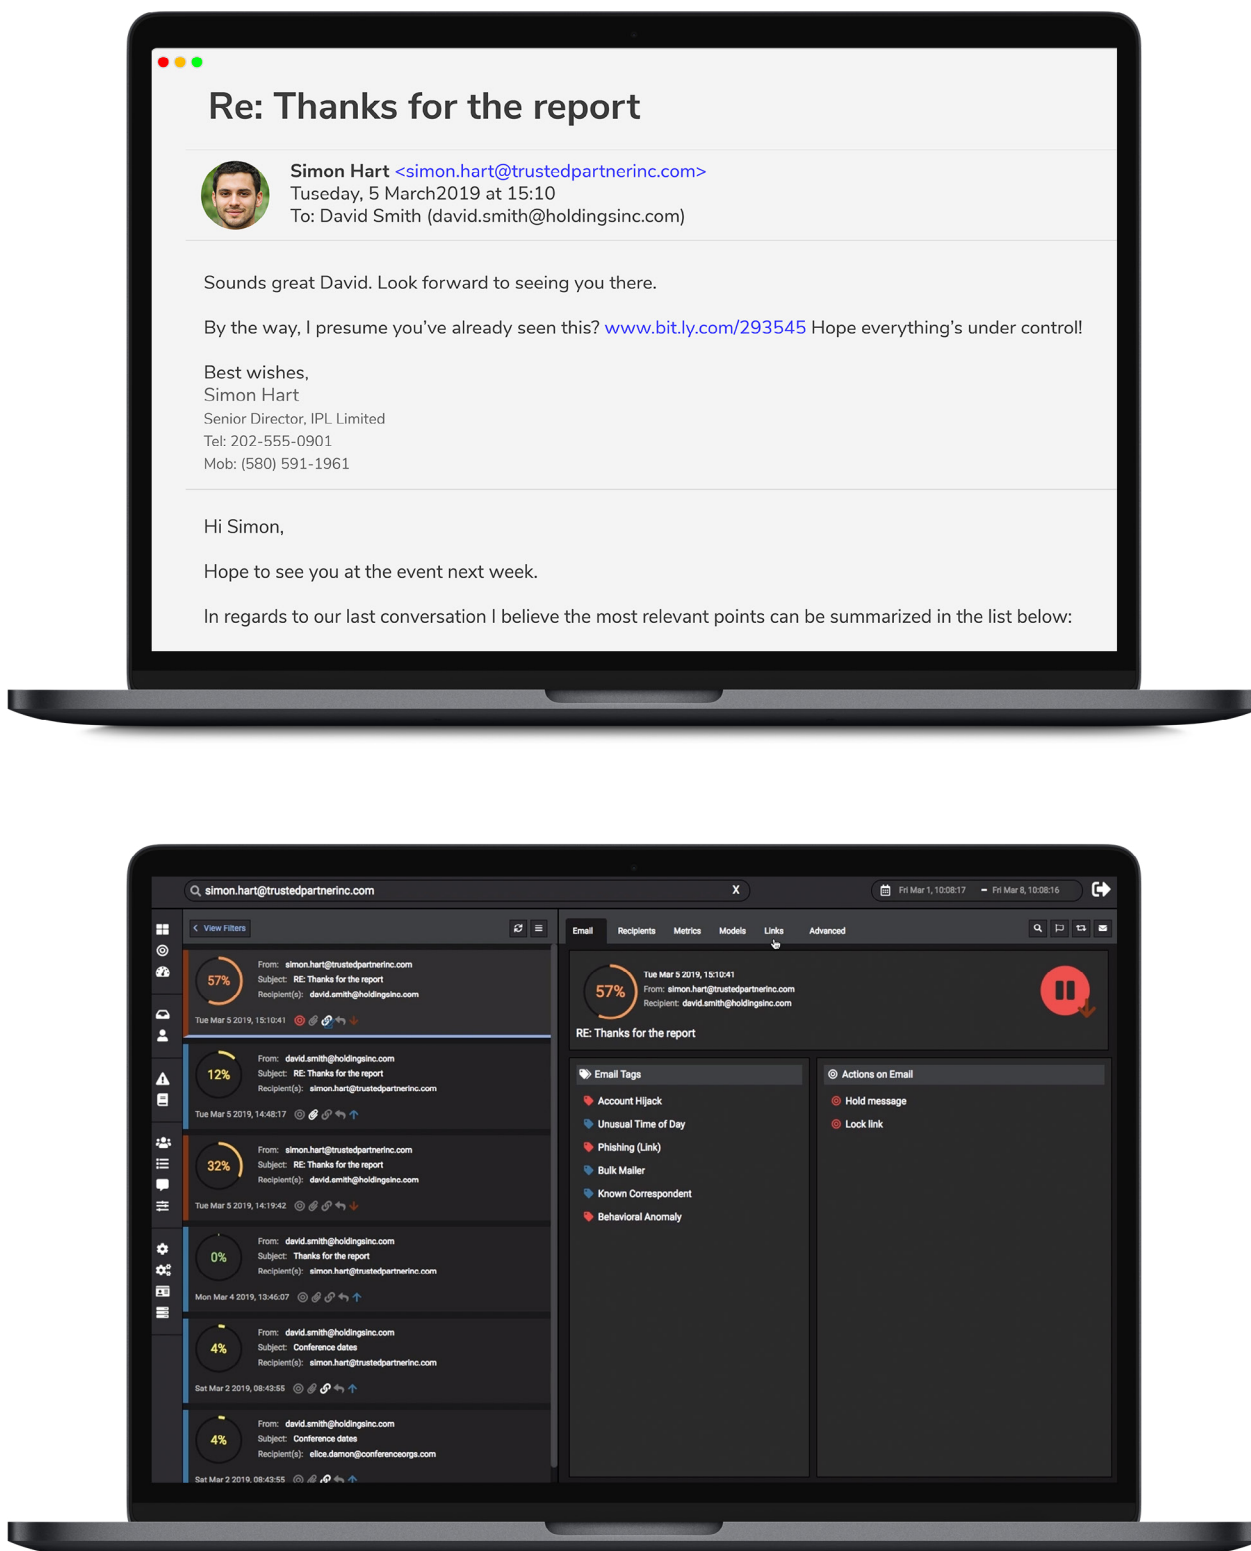 Re: Thanks for the report
Simon Hart <simon.hart@trustedpartnerinc.com>
Tuseday, 5 March2019 at 15:10
To: David Smith (david.smith@holdingsinc.com)
Sounds great David. Look forward to seeing you there.
By the way, I presume you've already seen this? www.bit.ly.com/293545 Hope everything's under control!
Best wishes,
Simon Hart
Senior Director, IPL Limited
Tel: 202-555-0901
Mob: (580) 591-1961
Hi Simon,
Hope to see you at the event next week.
In regards to our last conversation I believe the most relevant points can be summarized in the list below:
simon.hart@trustedpartnerinc.com X
Fri Mar 1, 10:08:17 – Fri Mar 8, 10:08:16
View Filters
57%
From: simon.hart@trustedpartnerinc.com
Subject: RE: Thanks for the report
Recipient(s): david.smith@holdingsinc.com
Tue Mar 5 2019, 15:10:41
12%
From: david.smith@holdingsinc.com
Subject: RE: Thanks for the report
Recipient(s): simon.hart@trustedpartnerinc.com
Tue Mar 5 2019, 14:48:17
32%
From: simon.hart@trustedpartnerinc.com
Subject: RE: Thanks for the report
Recipient(s): david.smith@holdingsinc.com
Tue Mar 5 2019, 14:19:42
0%
From: david.smith@holdingsinc.com
Subject: Thanks for the report
Recipient(s): simon.hart@trustedpartnerinc.com
Mon Mar 4 2019, 13:46:07
4%
From: david.smith@holdingsinc.com
Subject: Conference dates
Recipient(s): simon.hart@trustedpartnerinc.com
Sat Mar 2 2019, 08:43:55
4%
From: david.smith@holdingsinc.com
Subject: Conference dates
Recipient(s): elice.damon@conferenceorgs.com
Sat Mar 2 2019, 08:43:55
Email Recipients Metrics Models Links Advanced
57%
Tue Mar 5 2019, 15:10:41
From: simon.hart@trustedpartnerinc.com
Recipient: david.smith@holdingsinc.com
RE: Thanks for the report
Email Tags
Account Hijack
Unusual Time of Day
Phishing (Link)
Bulk Mailer
Known Correspondent
Behavioral Anomaly
Actions on Email
Hold message
Lock link